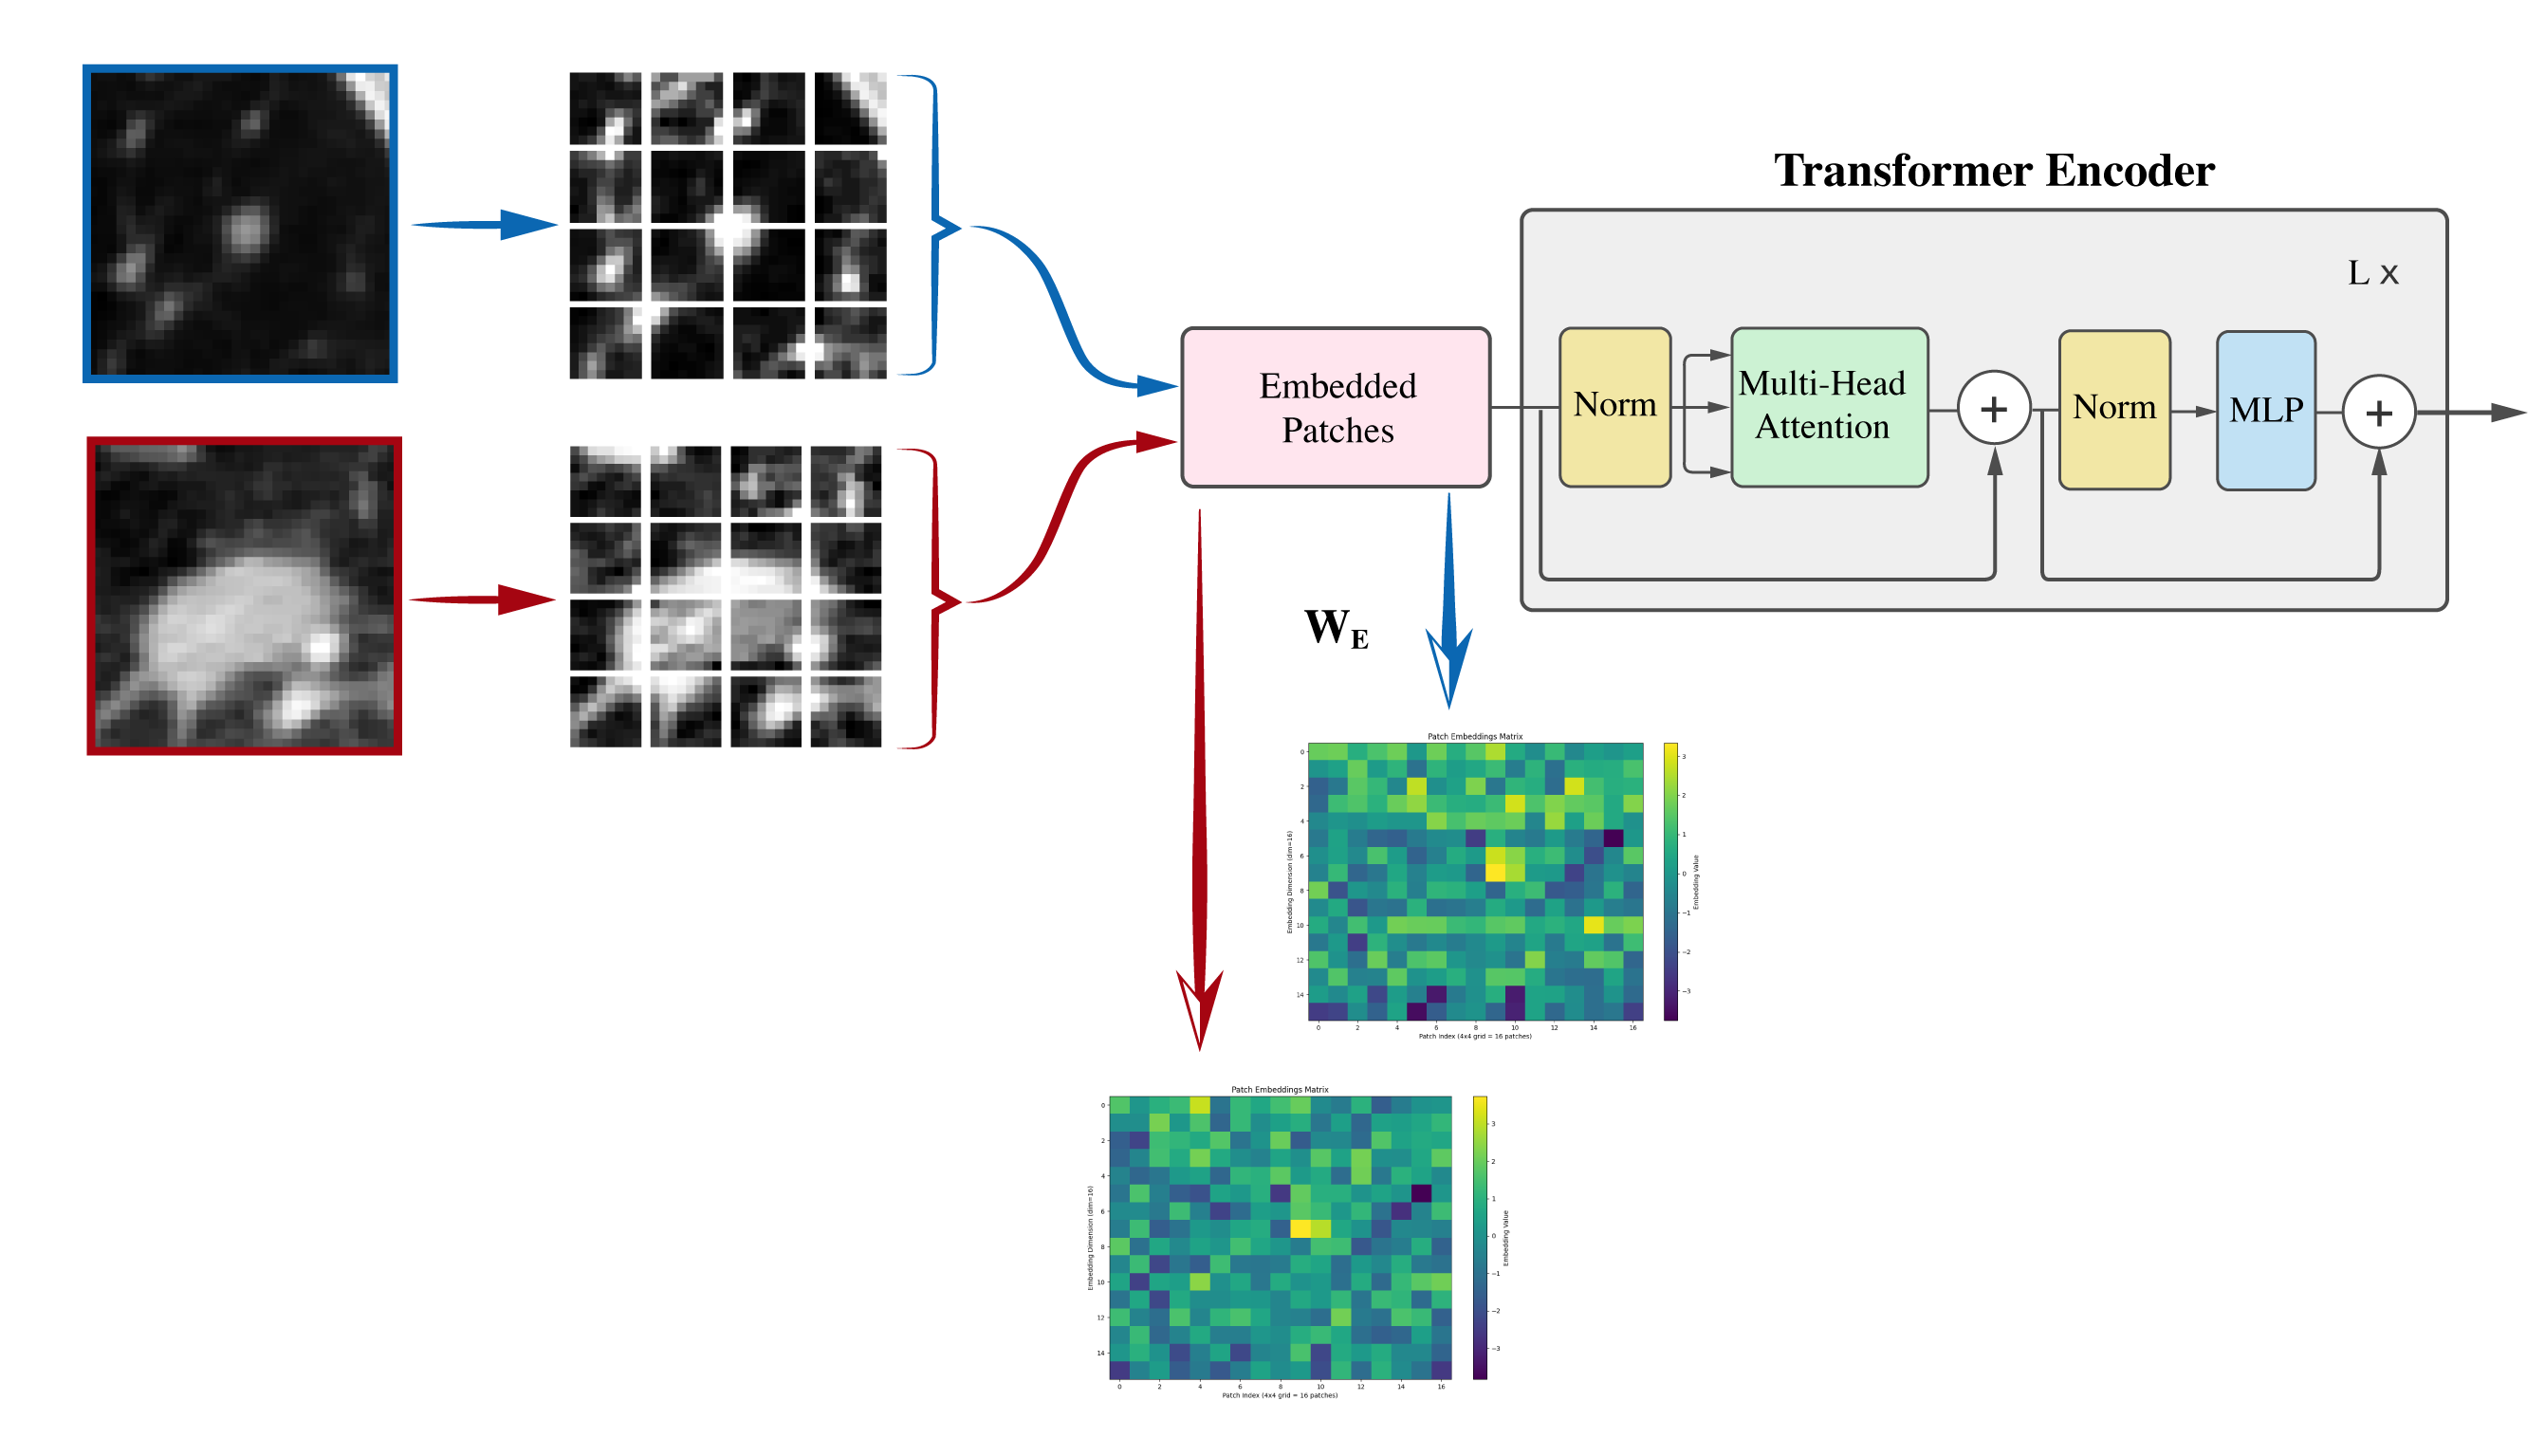 Transformer Encoder
L x
Embedded
Patches
Norm
Multi-Head
Attention
+
Norm
MLP
+
W_E
Patch Embeddings Matrix
0
2
4
6
8
10
12
14
Embedding Dimension (dim=16)
0 2 4 6 8 10 12 14 16
Patch Index (4x4 grid = 16 patches)
3
2
1
0
−1
−2
−3
Embedding Value
Patch Embeddings Matrix
0
2
4
6
8
10
12
14
Embedding Dimension (dim=16)
0 2 4 6 8 10 12 14 16
Patch Index (4x4 grid = 16 patches)
3
2
1
0
−1
−2
−3
Embedding Value